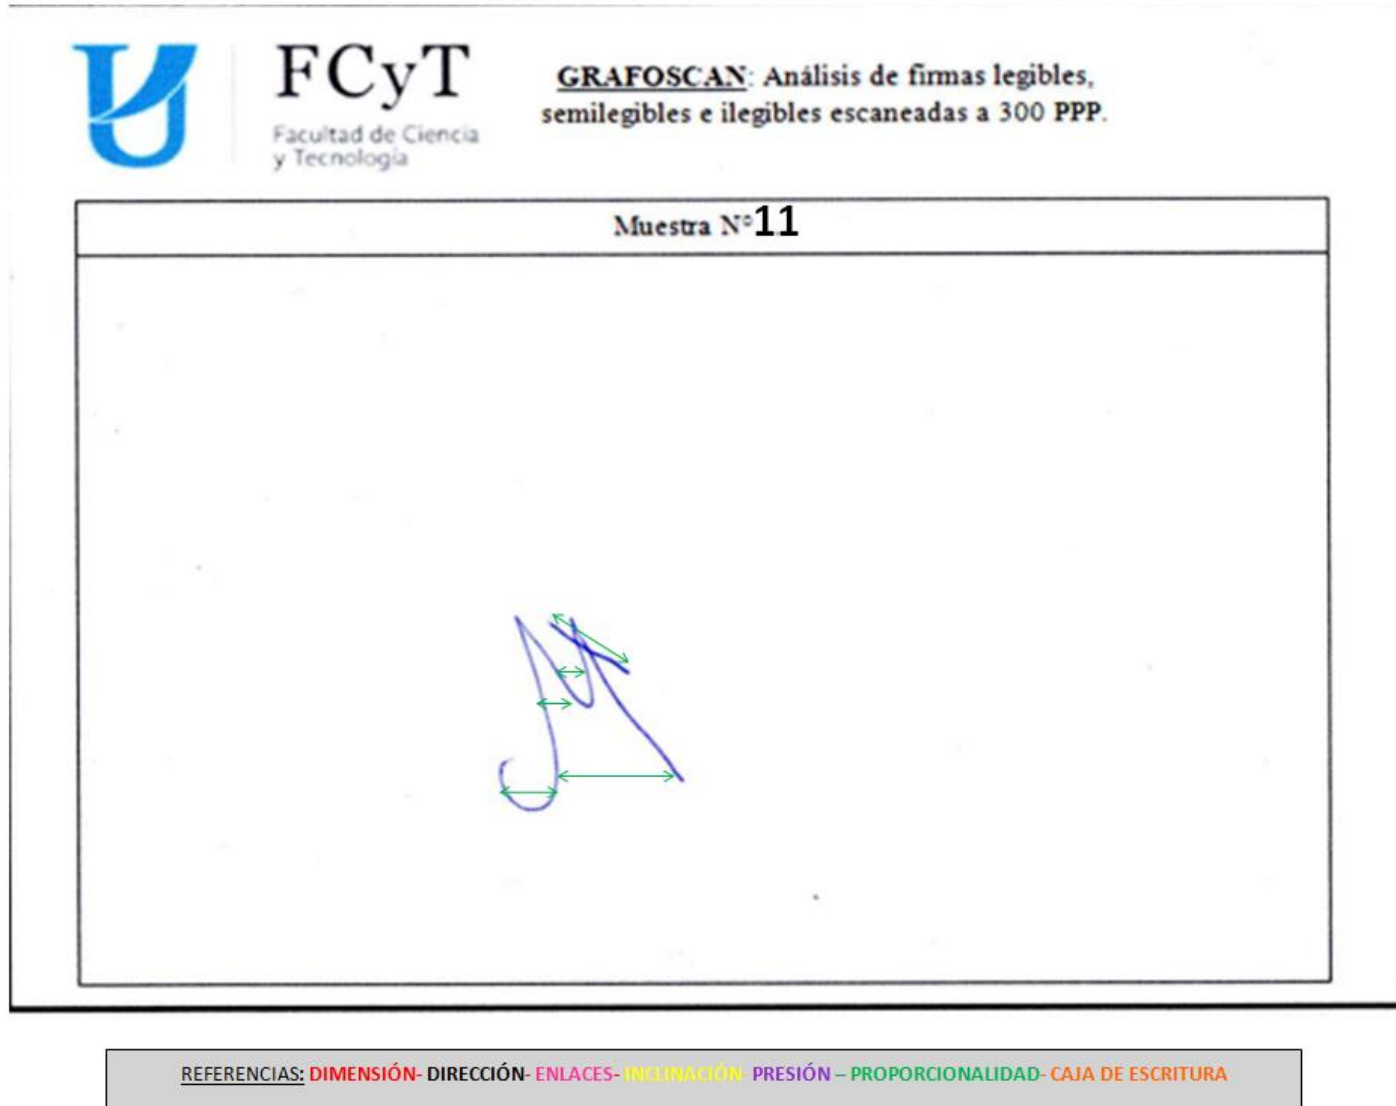 FCyT
Facultad de Ciencia
y Tecnología
GRAFOSCAN: Análisis de firmas legibles,
semilegibles e ilegibles escaneadas a 300 PPP.
Muestra N°11
REFERENCIAS: DIMENSIÓN- DIRECCIÓN- ENLACES- INCLINACIÓN- PRESIÓN – PROPORCIONALIDAD- CAJA DE ESCRITURA